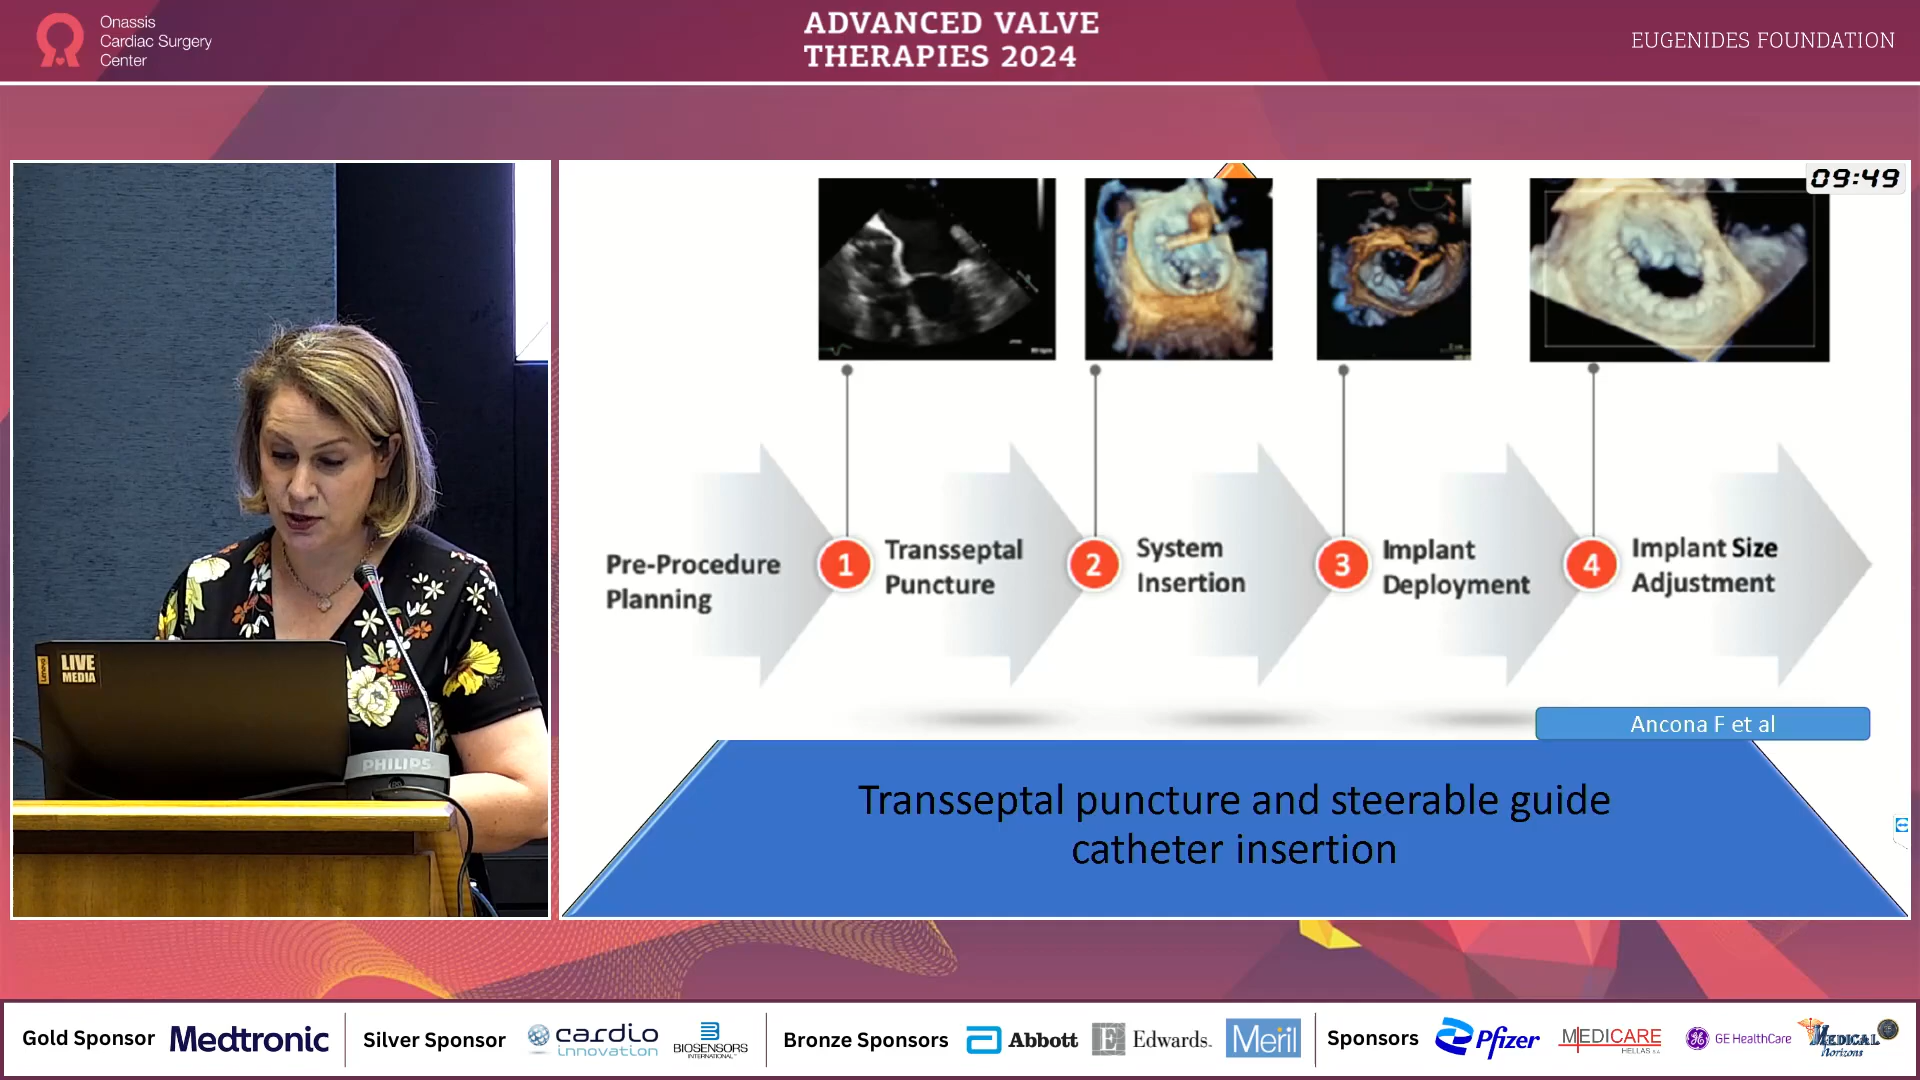 Onassis
Cardiac Surgery
Center
ADVANCED VALVE
THERAPIES 2024
EUGENIDES FOUNDATION
09:49
Pre-Procedure
Planning
1
Transseptal
Puncture
2
System
Insertion
3
Implant
Deployment
4
Implant Size
Adjustment
Ancona F et al
Transseptal puncture and steerable guide
catheter insertion
Lenovo
LIVE
MEDIA
PHILIPS
Gold Sponsor
Medtronic
Silver Sponsor
cardio
innovation
BIOSENSORS
INTERNATIONAL
Bronze Sponsors
Abbott
E Edwards.
Meril
Sponsors
Pfizer
MEDICARE
HELLAS S.A
GE HealthCare
MEDICAL
Horizons